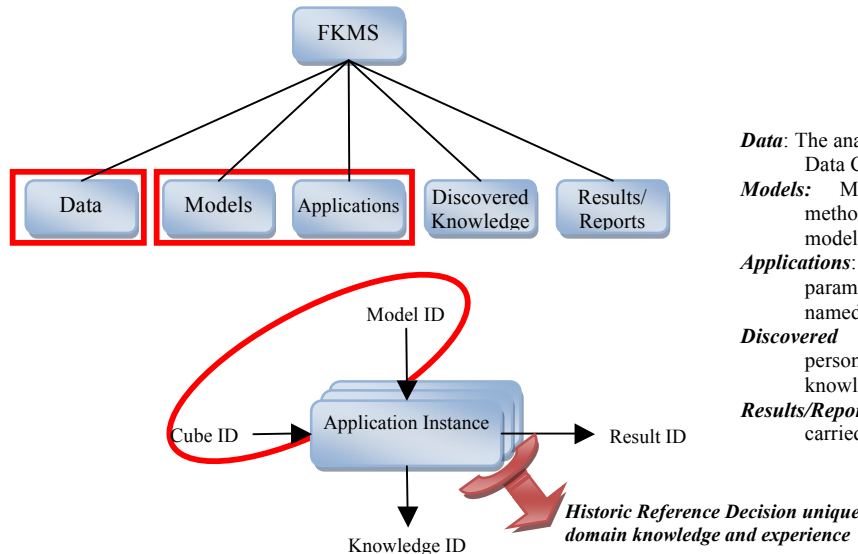 FKMS
Data
Models
Applications
Discovered
Knowledge
Results/
Reports
Data: The ana
Data C
Models: M
metho
model
Applications:
param
named
Discovered
person
knowl
Results/Repor
carried
Model ID
Cube ID
Application Instance
Result ID
Knowledge ID
Historic Reference Decision unique
domain knowledge and experience